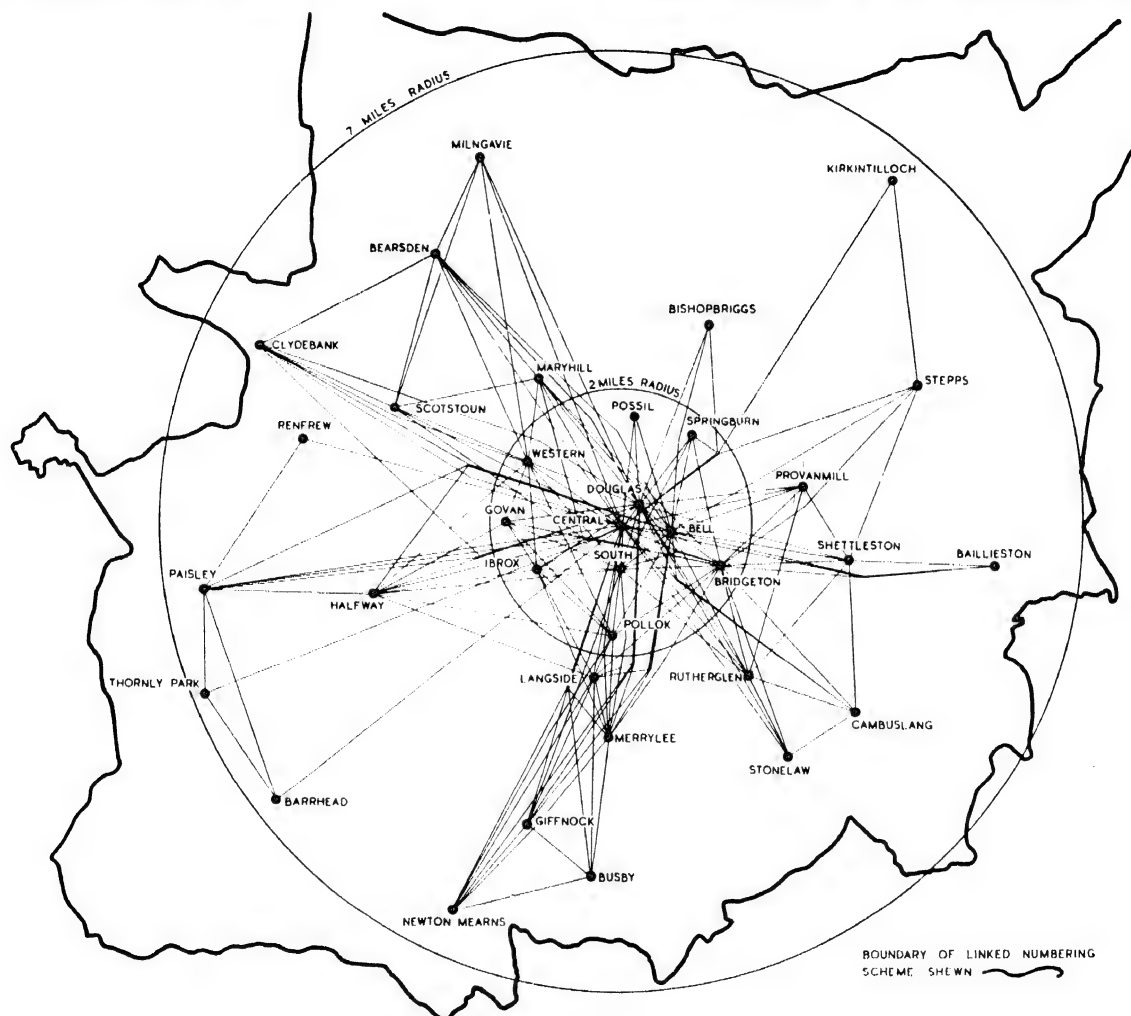 7 MILES RADIUS
MILNGAVIE
KIRKINTILLOCH
BEARSDEN
BISHOPBRIGGS
CLYDEBANK
MARYHILL
2 MILES RADIUS
STEPPS
SCOTSTOUN
POSSIL
RENFREW
SPRINGBURN
WESTERN
PROVANMILL
DOUGLAS
GOVAN
CENTRAL
BELL
SHETTLESTON
SOUTH
BAILLIESTON
IBROX
BRIDGETON
PAISLEY
HALFWAY
POLLOK
THORNLY PARK
LANGSIDE
RUTHERGLEN
CAMBUSLANG
MERRYLEE
STONELAW
BARRHEAD
GIFFNOCK
BUSBY
NEWTON MEARNS
BOUNDARY OF LINKED NUMBERING
SCHEME SHEWN